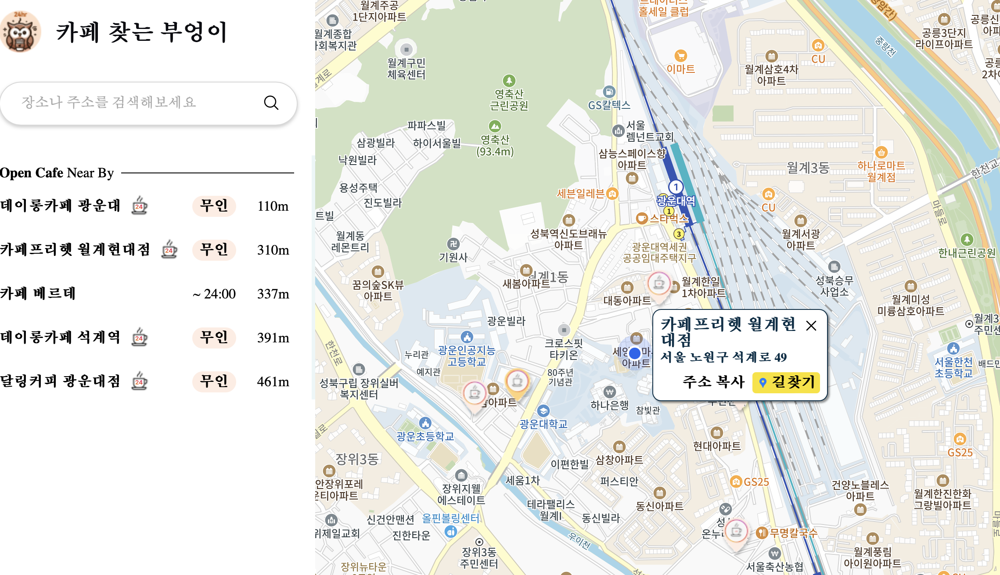 24hr
카페 찾는 부엉이
장소나 주소를 검색해보세요
Open Cafe Near By
데이롱카페 광운대 24 무인 110m
카페프리헷 월계현대점 24 무인 310m
카페 베르데 ~ 24:00 337m
데이롱카페 석계역 24 무인 391m
달링커피 광운대점 24 무인 461m
월계주공
1단지아파트
월계종합
사회복지관
월계구민
체육센터
홀세일 클럽
이마트
월계삼호4차
아파트
CU
중랑천
공릉3단지
라이프아파트
영축산
근린공원
GS칼텍스
영축산
(93.4m)
파파스빌
삼광빌라
하이서울빌
낙원빌라
용성주택
진도빌라
서울
렘넌트교회
삼능스페이스향
아파트
세븐일레븐
1
광운대역
1
스타벅스
3
월계3동
하나로마트
월계점
한천교
CU
마들로
월계서광
아파트
한내근린공원
월계동
레몬트리
기원사
성북역신도브래뉴
아파트
광운대역세권
공공임대주택지구
꿈의숲SK뷰
아파트
새봄아파트
월계1동
대동아파트
월계한일
1차아파트
성북승무
사업소
월계미성
미륭삼호아파트
광운빌라
크로스핏
타키온
한천로
누리관
예지관
광운인공지능
고등학교
80주년
기념관
아파트
카페프리헷 월계현
대점
서울 노원구 석계로 49
주소 복사
길찾기
서울한천
초등학교
성북구립 장위실버
복지센터
하나은행
참빛관
광운대학교
광운초등학교
현대아파트
장위3동
이편한빌
삼창아파트
GS25
세움1차
퍼스티안
GS25
장위지웰
에스테이트
테라팰리스
월계I
동신아파트
동신빌라
건양노블레스
아파트
월계한진한화
그랑빌아파트
신건안맨션
올핀볼링센터
진한타운
우이천
무명칼국수
장위3동
주민센터
월계풍림
아이원아파트
서울축산농협
장위뉴타운
마들로